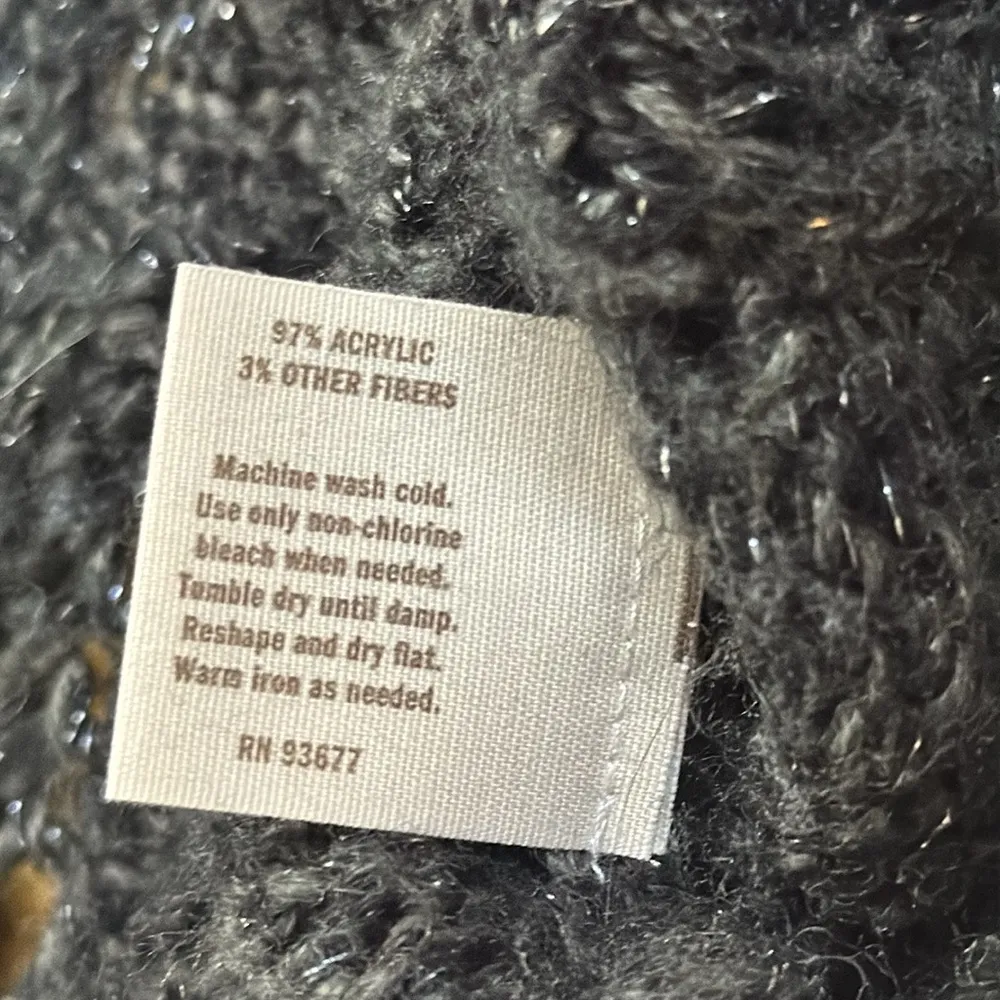 97% ACRYLIC
3% OTHER FIBERS
Machine wash cold.
Use only non-chlorine
bleach when needed.
Tumble dry until damp.
Reshape and dry flat.
Warm iron as needed.
RN 93677